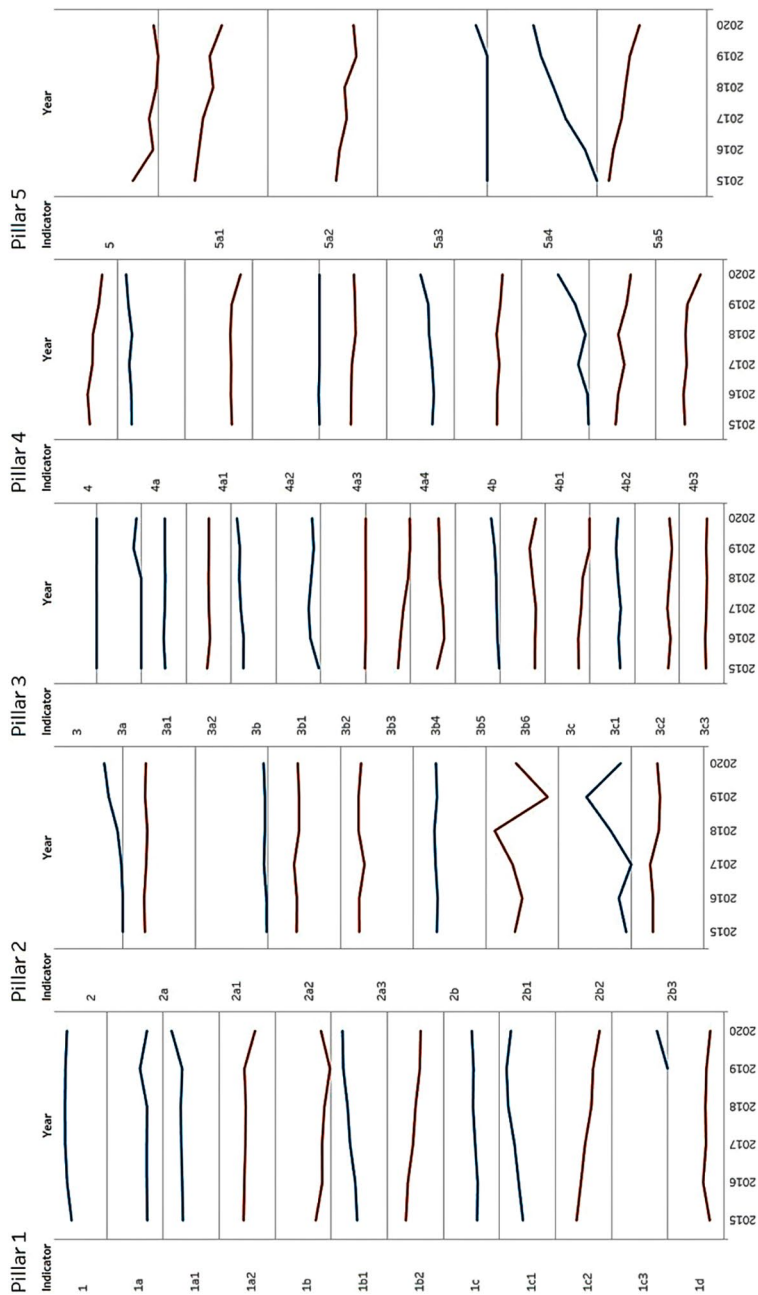 Pillar 1
Indicator Year
1
1a
1a1
1a2
1b
1b1
1b2
1c
1c1
1c2
1c3
1d
2015 2016 2017 2018 2019 2020
Pillar 2
Indicator Year
2
2a
2a1
2a2
2a3
2b
2b1
2b2
2b3
2015 2016 2017 2018 2019 2020
Pillar 3
Indicator Year
3
3a
3a1
3a2
3b
3b1
3b2
3b3
3b4
3b5
3b6
3c
3c1
3c2
3c3
2015 2016 2017 2018 2019 2020
Pillar 4
Indicator Year
4
4a
4a1
4a2
4a3
4a4
4b
4b1
4b2
4b3
2015 2016 2017 2018 2019 2020
Pillar 5
Indicator Year
5
5a1
5a2
5a3
5a4
5a5
2015 2016 2017 2018 2019 2020